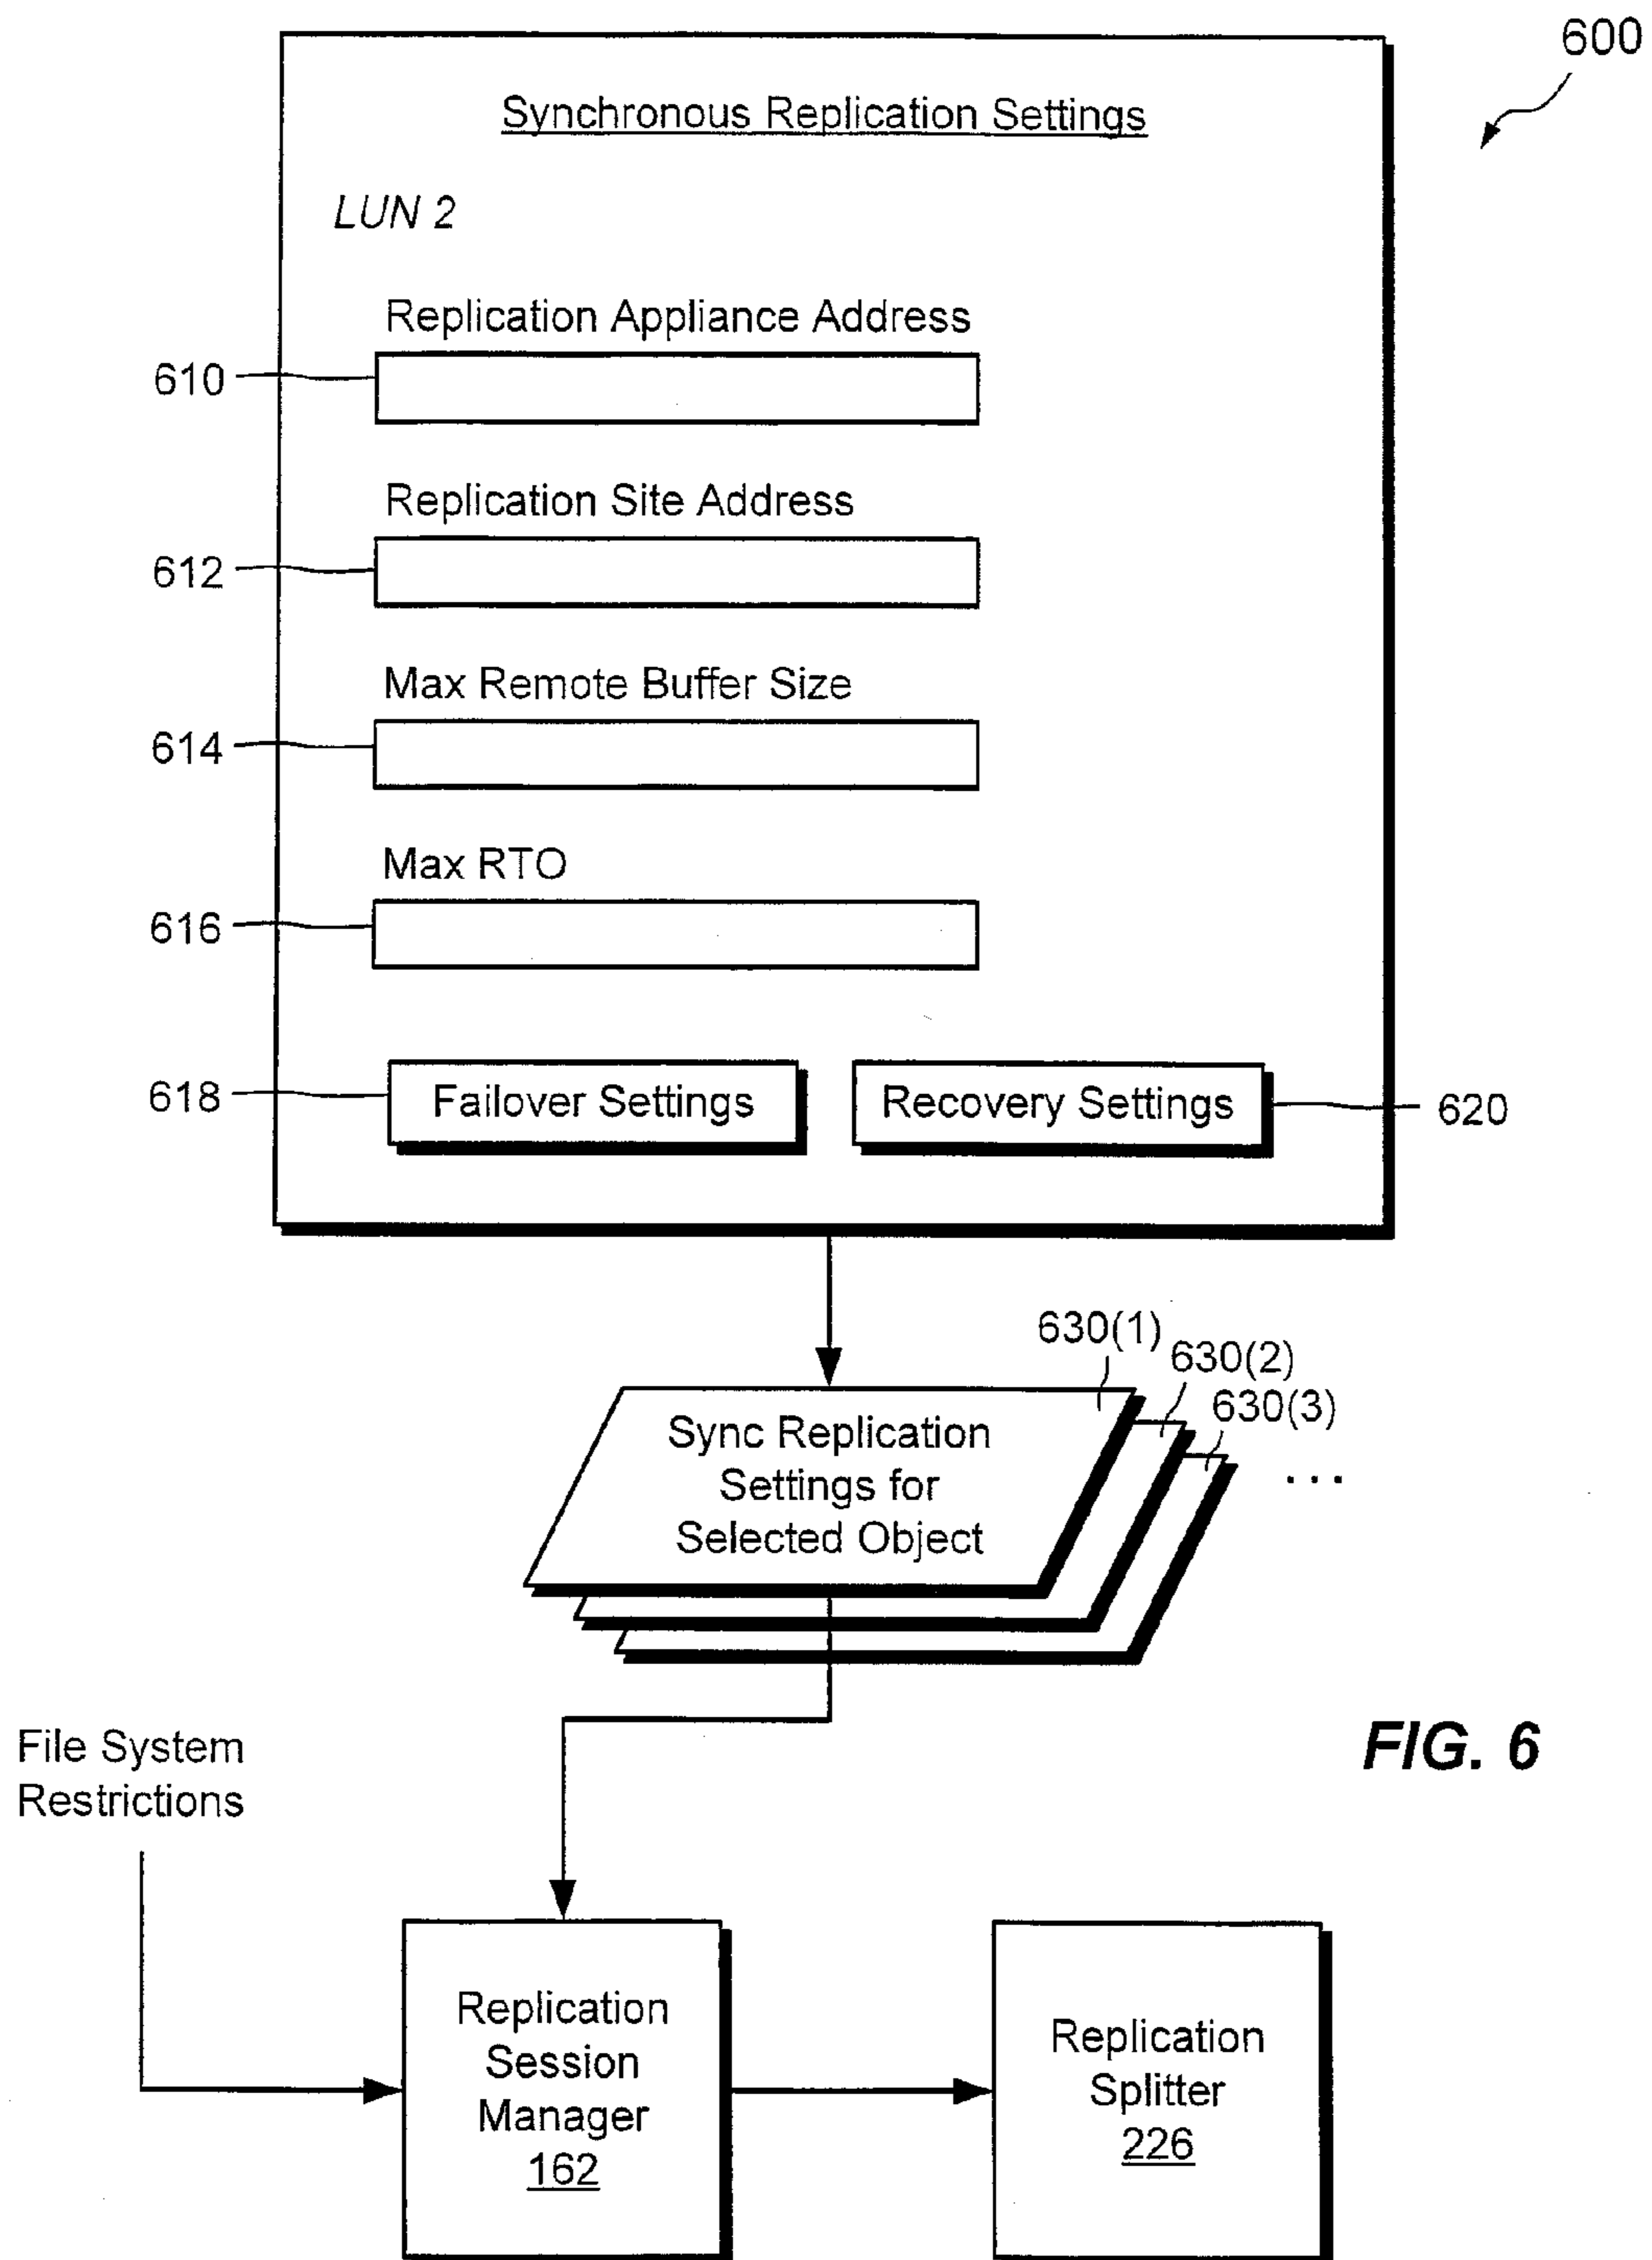 600
Synchronous Replication Settings
LUN 2
Replication Appliance Address
610
Replication Site Address
612
Max Remote Buffer Size
614
Max RTO
616
618
Failover Settings
Recovery Settings
620
630(1)
630(2)
630(3)
Sync Replication
Settings for
Selected Object
. . .
FIG. 6
File System
Restrictions
Replication
Session
Manager
162
Replication
Splitter
226